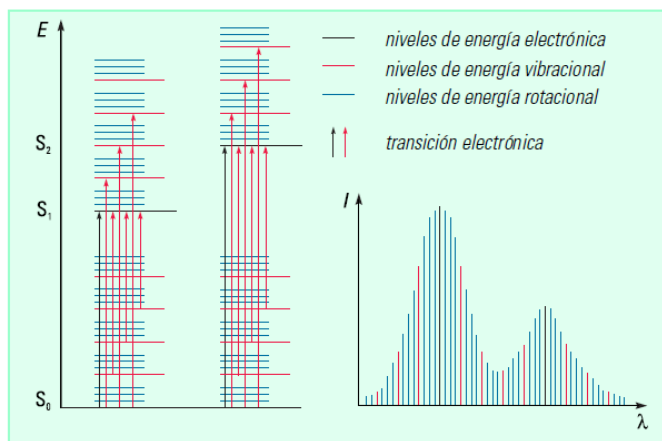 E
niveles de energía electrónica
niveles de energía vibracional
niveles de energía rotacional
transición electrónica
S₂
S₁
S₀
I
λ